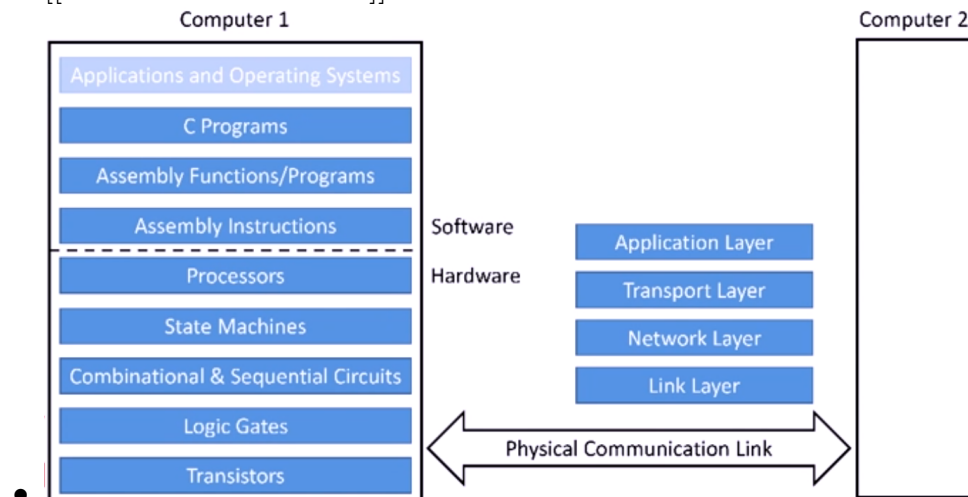 [[ ]]
Computer 1
Computer 2
Applications and Operating Systems
C Programs
Assembly Functions/Programs
Assembly Instructions
Software
Processors
Hardware
State Machines
Combinational & Sequential Circuits
Logic Gates
Transistors
Application Layer
Transport Layer
Network Layer
Link Layer
Physical Communication Link